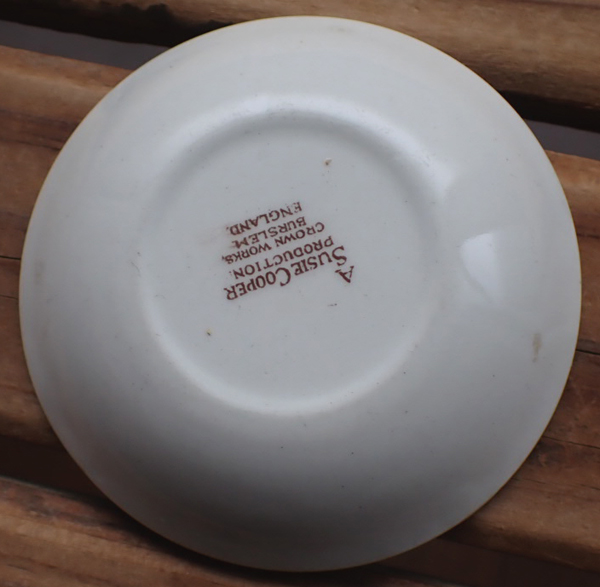 A
SUSIE COOPER
PRODUCTION.
CROWN WORKS,
BURSLEM.
ENGLAND.